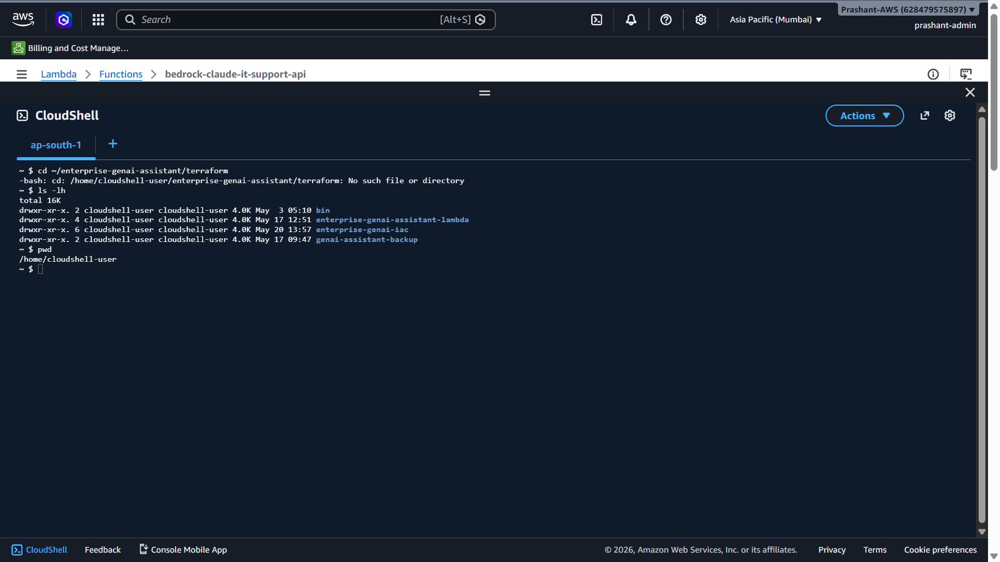 aws
Search
[Alt+S]
Asia Pacific (Mumbai) ▼
Prashant-AWS (628479575897) ▼
prashant-admin
Billing and Cost Manage…
Lambda
Functions
bedrock-claude-it-support-api
CloudShell
Actions ▼
ap-south-1
+
~ $ cd ~/enterprise-genai-assistant/terraform
-bash: cd: /home/cloudshell-user/enterprise-genai-assistant/terraform: No such file or directory
~ $ ls -lh
total 16K
drwxr-xr-x. 2 cloudshell-user cloudshell-user 4.0K May  3 05:10 bin
drwxr-xr-x. 4 cloudshell-user cloudshell-user 4.0K May 17 12:51 enterprise-genai-assistant-lambda
drwxr-xr-x. 6 cloudshell-user cloudshell-user 4.0K May 20 13:57 enterprise-genai-iac
drwxr-xr-x. 2 cloudshell-user cloudshell-user 4.0K May 17 09:47 genai-assistant-backup
~ $ pwd
/home/cloudshell-user
~ $
CloudShell
Feedback
Console Mobile App
© 2026, Amazon Web Services, Inc. or its affiliates.
Privacy
Terms
Cookie preferences